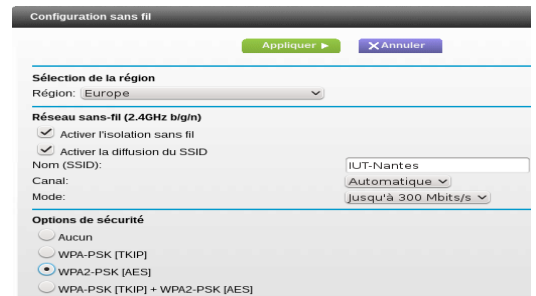 Configuration sans fil
Appliquer ▶ XAnnuler
Sélection de la région
Région: Europe
Réseau sans-fil (2.4GHz b/g/n)
Activer l'isolation sans fil
Activer la diffusion du SSID
Nom (SSID): IUT-Nantes
Canal: Automatique
Mode: Jusqu'à 300 Mbits/s
Options de sécurité
Aucun
WPA-PSK [TKIP]
WPA2-PSK [AES]
WPA-PSK [TKIP] + WPA2-PSK [AES]